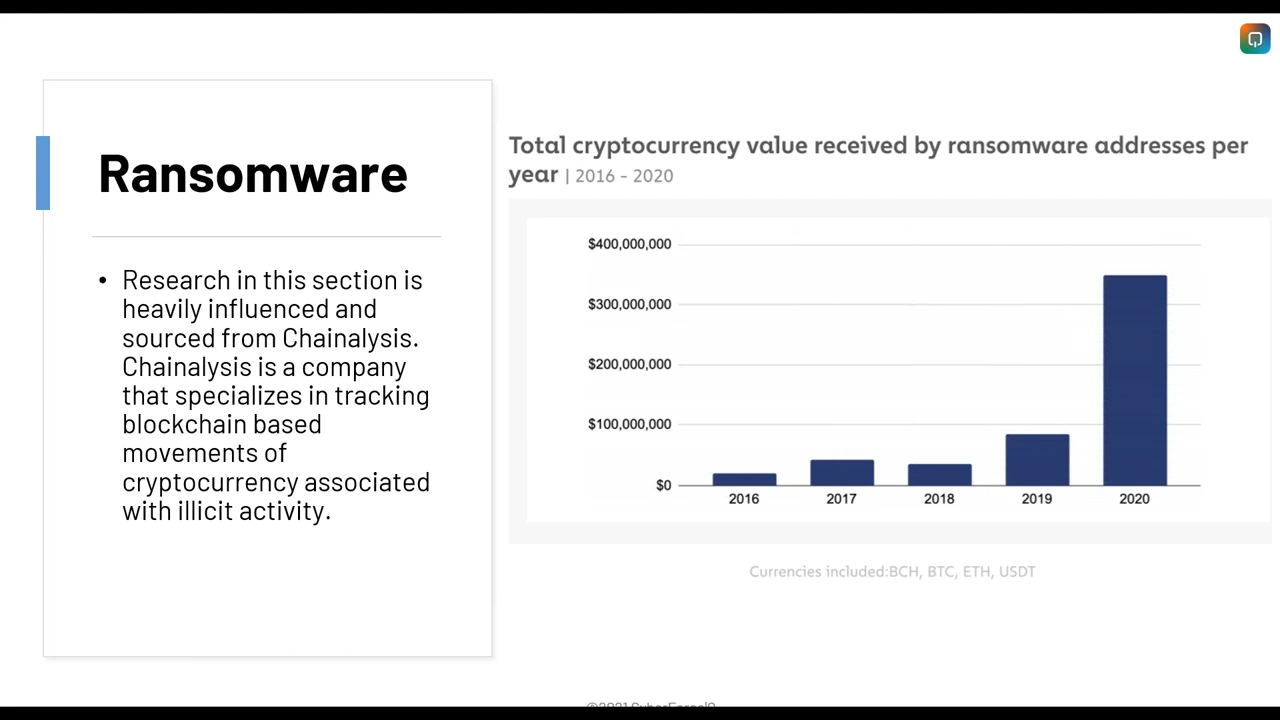 Ransomware
• Research in this section is
heavily influenced and
sourced from Chainalysis.
Chainalysis is a company
that specializes in tracking
blockchain based
movements of
cryptocurrency associated
with illicit activity.
Total cryptocurrency value received by ransomware addresses per
year | 2016 - 2020
$400,000,000
$300,000,000
$200,000,000
$100,000,000
$0
2016 2017 2018 2019 2020
Currencies included:BCH, BTC, ETH, USDT
©2021